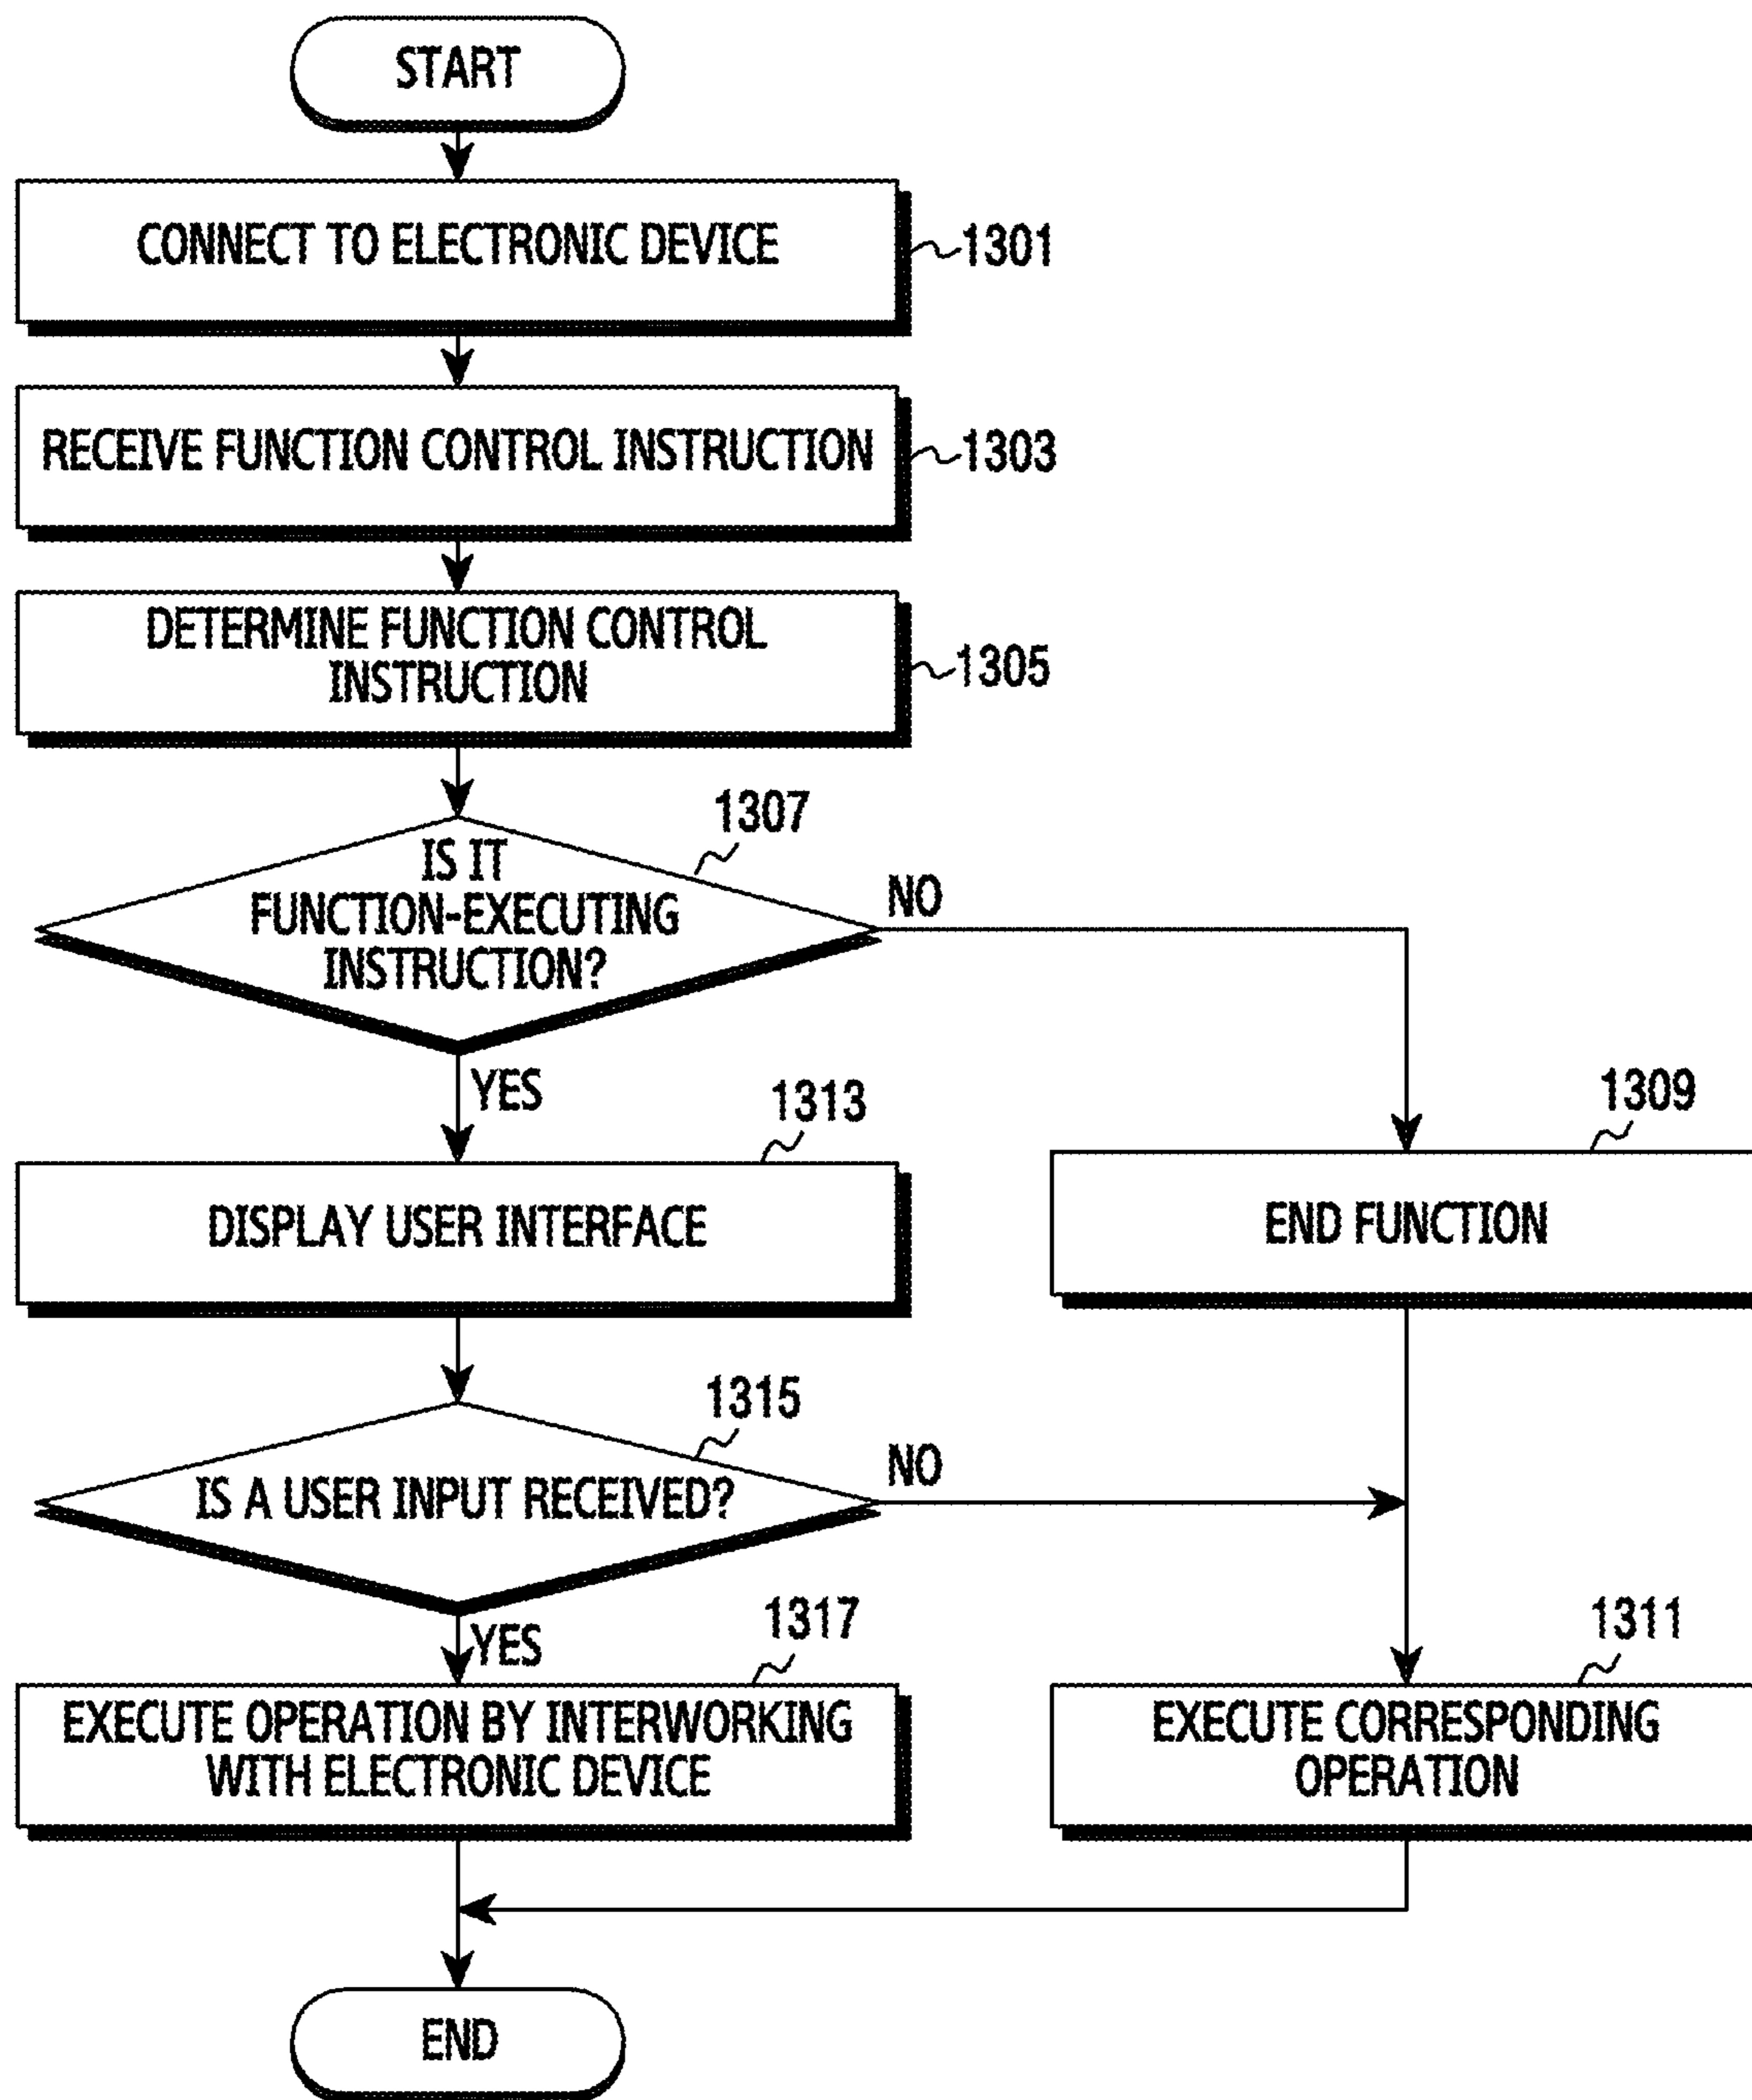 START
CONNECT TO ELECTRONIC DEVICE
1301
RECEIVE FUNCTION CONTROL INSTRUCTION
1303
DETERMINE FUNCTION CONTROL
INSTRUCTION
1305
1307
IS IT
FUNCTION-EXECUTING
INSTRUCTION?
NO
YES
1313
1309
DISPLAY USER INTERFACE
END FUNCTION
1315
IS A USER INPUT RECEIVED?
NO
YES
1317
1311
EXECUTE OPERATION BY INTERWORKING
WITH ELECTRONIC DEVICE
EXECUTE CORRESPONDING
OPERATION
END